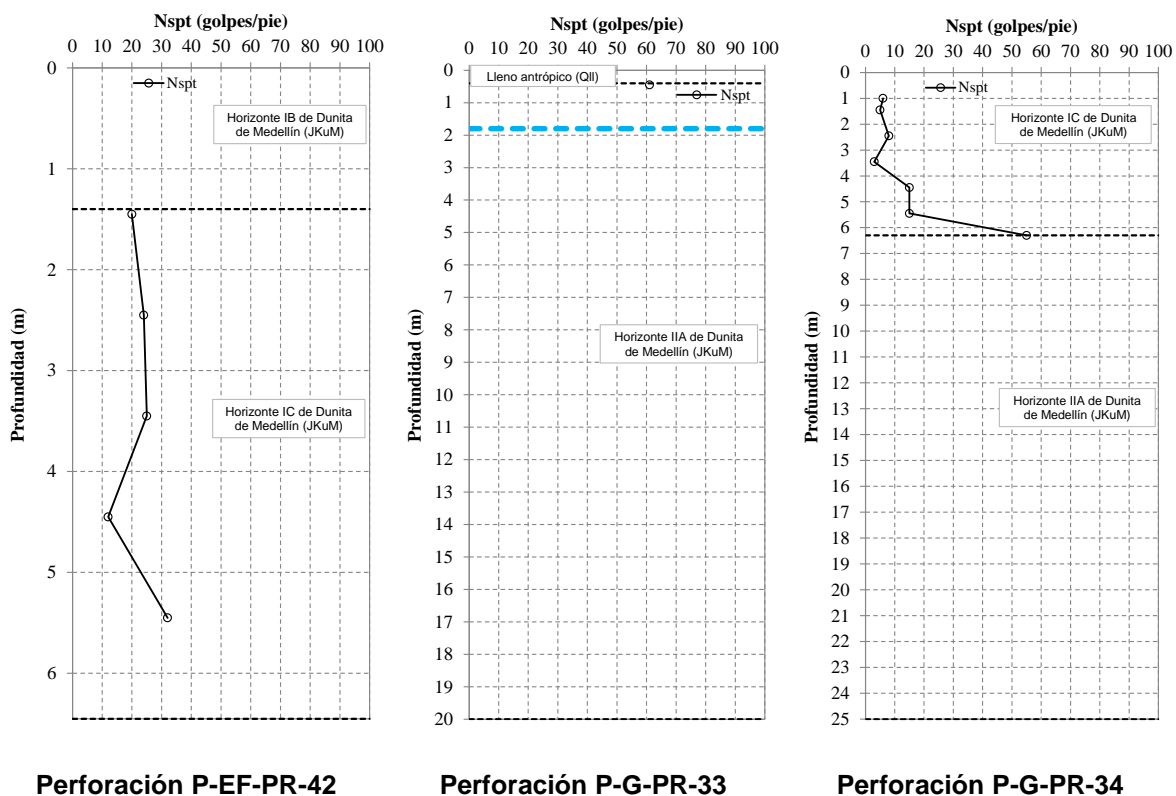 Nspt (golpes/pie)
0 10 20 30 40 50 60 70 80 90 100
Profundidad (m)
0
1
2
3
4
5
6
Nspt
Horizonte IB de Dunita
de Medellín (JKuM)
Horizonte IC de Dunita
de Medellín (JKuM)
Perforación P-EF-PR-42
Nspt (golpes/pie)
0 10 20 30 40 50 60 70 80 90 100
Profundidad (m)
0
1
2
3
4
5
6
7
8
9
10
11
12
13
14
15
16
17
18
19
20
Lleno antrópico (Qll)
Nspt
Horizonte IIA de Dunita
de Medellín (JKuM)
Perforación P-G-PR-33
Nspt (golpes/pie)
0 10 20 30 40 50 60 70 80 90 100
Profundidad (m)
0
1
2
3
4
5
6
7
8
9
10
11
12
13
14
15
16
17
18
19
20
21
22
23
24
25
Nspt
Horizonte IC de Dunita
de Medellín (JKuM)
Horizonte IIA de Dunita
de Medellín (JKuM)
Perforación P-G-PR-34